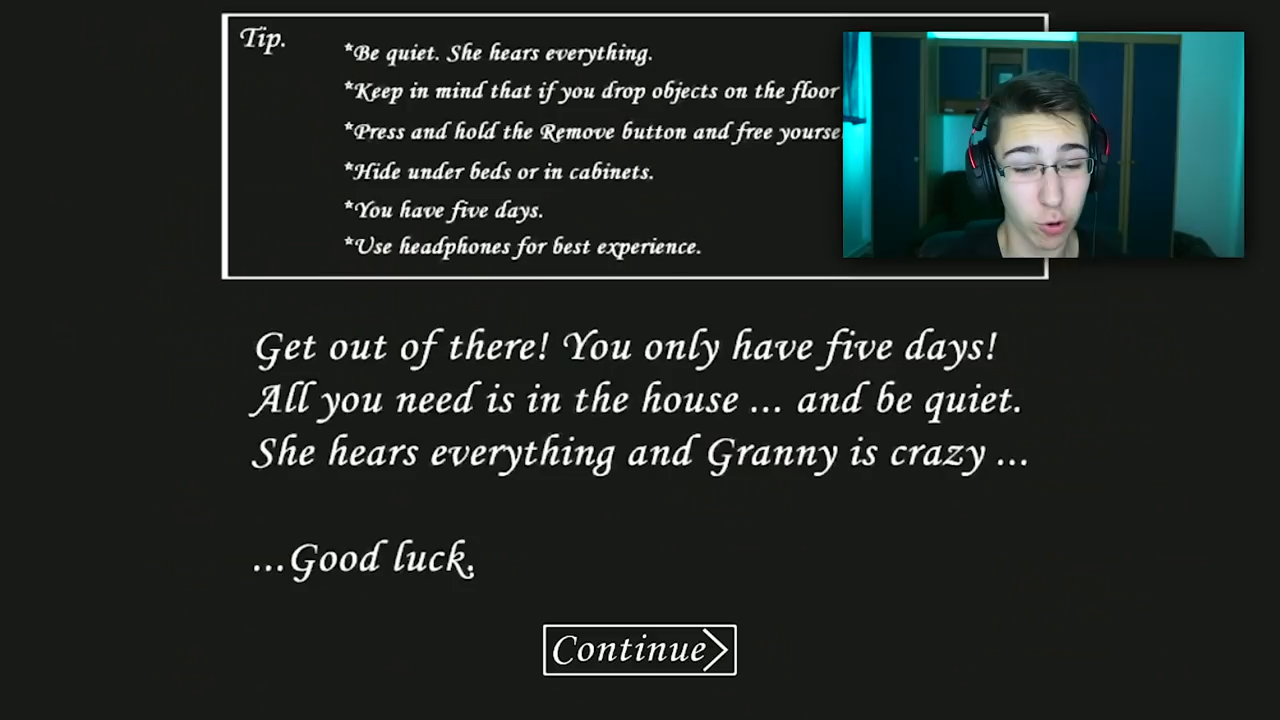 Tip.
*Be quiet. She hears everything.
*Keep in mind that if you drop objects on the floor
*Press and hold the Remove button and free
*Hide under beds or in cabinets.
*You have five days.
*Use headphones for best experience.
Get out of there! You only have five days!
All you need is in the house ... and be quiet.
She hears everything and Granny is crazy ...
...Good luck.
Continue>